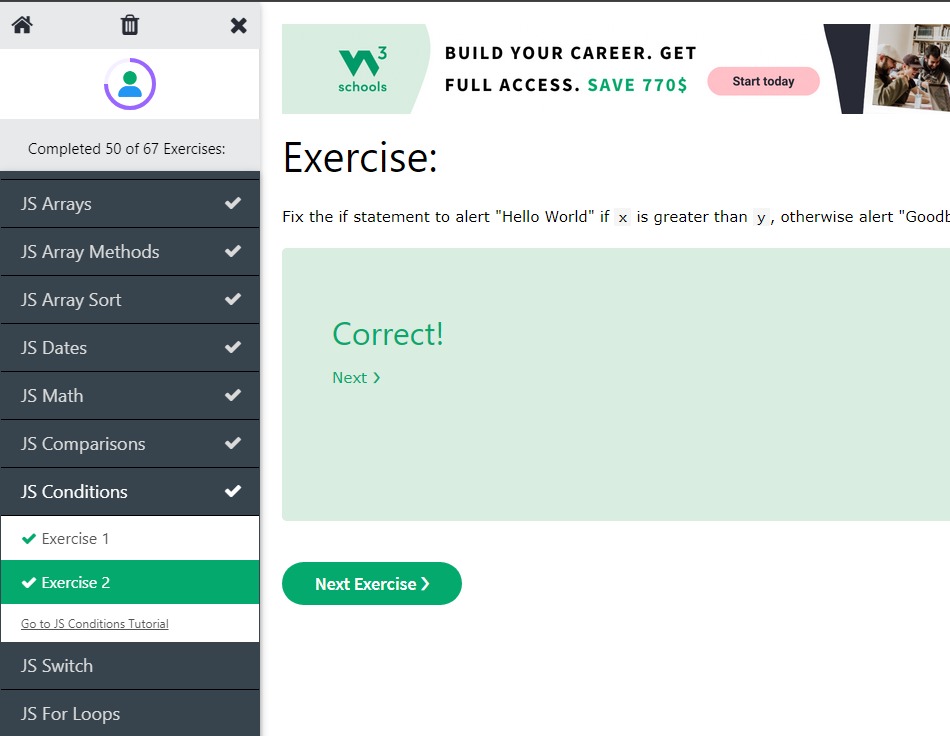 Completed 50 of 67 Exercises:
JS Arrays
JS Array Methods
JS Array Sort
JS Dates
JS Math
JS Comparisons
JS Conditions
Exercise 1
Exercise 2
Go to JS Conditions Tutorial
JS Switch
JS For Loops
W3
schools
BUILD YOUR CAREER. GET
FULL ACCESS. SAVE 770$
Start today
Exercise:
Fix the if statement to alert "Hello World" if x is greater than y, otherwise alert "Goodb
Correct!
Next ❯
Next Exercise ❯